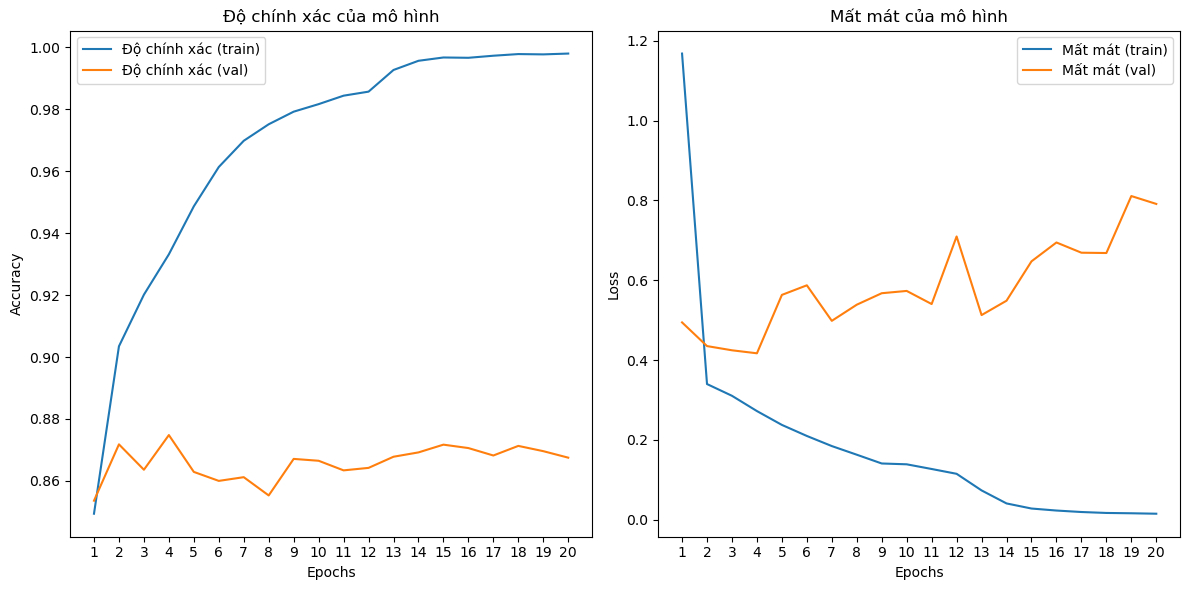 Độ chính xác của mô hình
Độ chính xác (train)
Độ chính xác (val)
Accuracy
1.00
0.98
0.96
0.94
0.92
0.90
0.88
0.86
1 2 3 4 5 6 7 8 9 10 11 12 13 14 15 16 17 18 19 20
Epochs
Mất mát của mô hình
Mất mát (train)
Mất mát (val)
Loss
1.2
1.0
0.8
0.6
0.4
0.2
0.0
1 2 3 4 5 6 7 8 9 10 11 12 13 14 15 16 17 18 19 20
Epochs